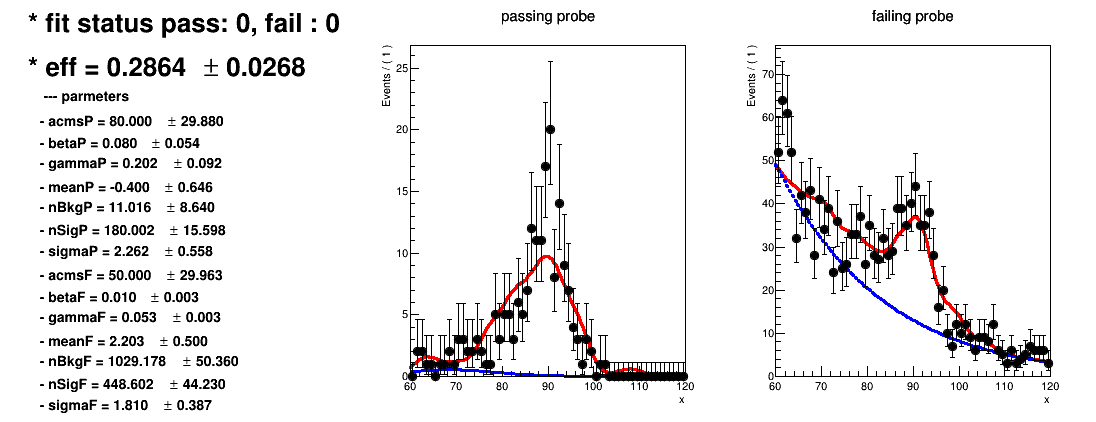 * fit status pass: 0, fail : 0
* eff = 0.2864 ± 0.0268
--- parmeters
- acmsP = 80.000 ± 29.880
- betaP = 0.080 ± 0.054
- gammaP = 0.202 ± 0.092
- meanP = -0.400 ± 0.646
- nBkgP = 11.016 ± 8.640
- nSigP = 180.002 ± 15.598
- sigmaP = 2.262 ± 0.558
- acmsF = 50.000 ± 29.963
- betaF = 0.010 ± 0.003
- gammaF = 0.053 ± 0.003
- meanF = 2.203 ± 0.500
- nBkgF = 1029.178 ± 50.360
- nSigF = 448.602 ± 44.230
- sigmaF = 1.810 ± 0.387
passing probe
Events / ( 1 )
25
20
15
10
5
0
60 70 80 90 100 110 120
x
failing probe
Events / ( 1 )
70
60
50
40
30
20
10
0
60 70 80 90 100 110 120
x